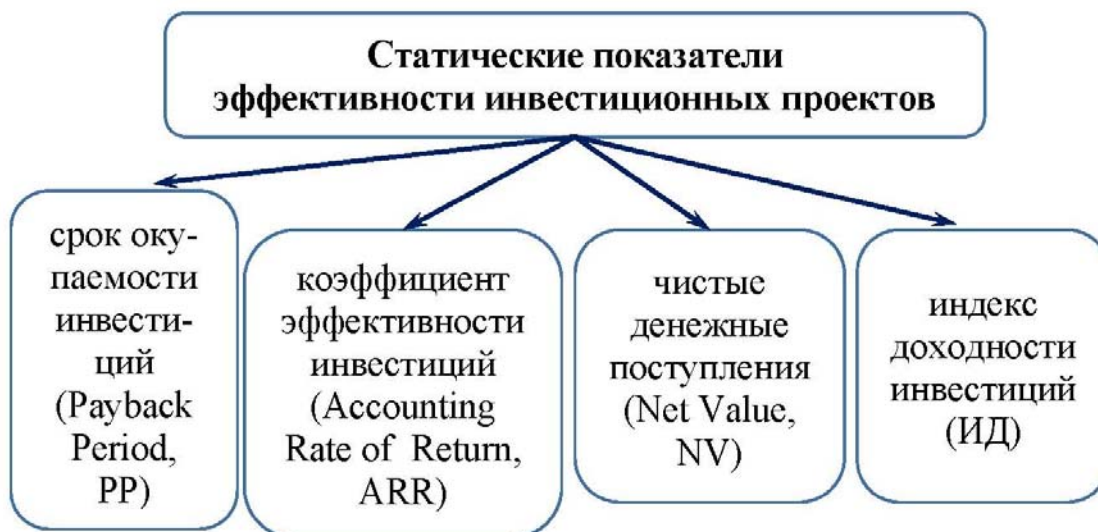 Статические показатели
эффективности инвестиционных проектов
срок оку-
паемости
инвести-
ций
(Payback
Period,
PP)
коэффициент
эффективности
инвестиций
(Accounting
Rate of Return,
ARR)
чистые
денежные
поступления
(Net Value,
NV)
индекс
доходности
инвестиций
(ИД)